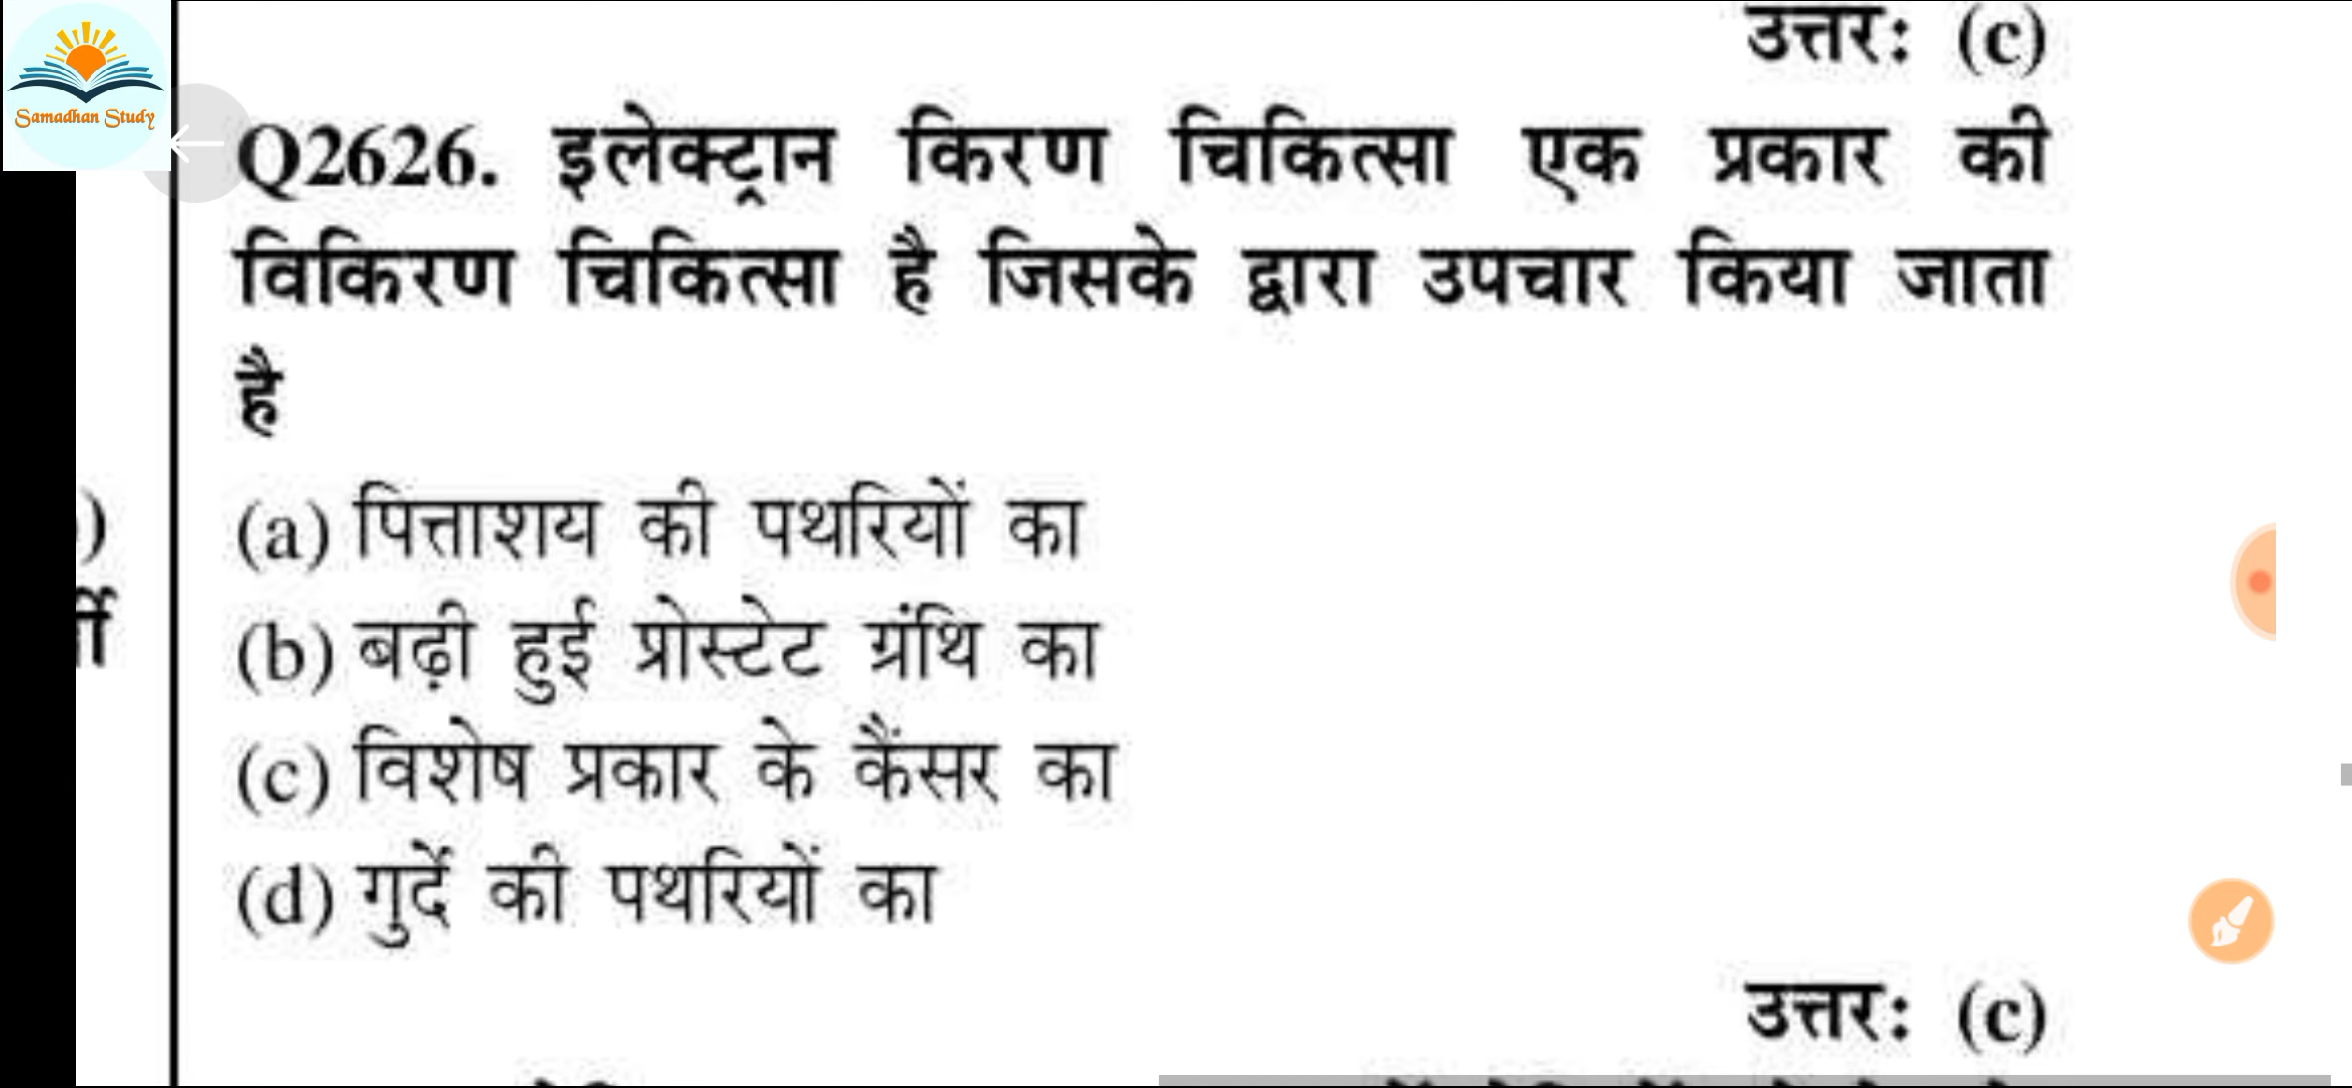 Samadhan Study
उत्तरः (c)
Q2626. इलेक्ट्रान किरण चिकित्सा एक प्रकार की
विकिरण चिकित्सा है जिसके द्वारा उपचार किया जाता
है
(a) पित्ताशय की पथरियों का
(b) बढ़ी हुई प्रोस्टेट ग्रंथि का
(c) विशेष प्रकार के कैंसर का
(d) गुर्दे की पथरियों का
उत्तरः (c)